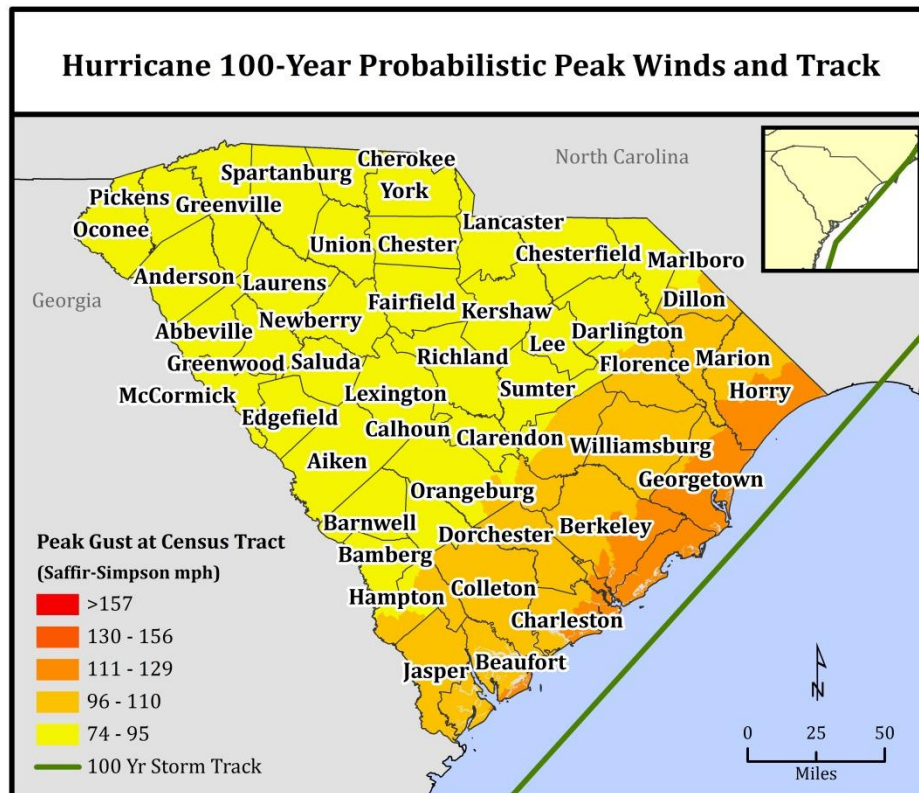 Hurricane 100-Year Probabilistic Peak Winds and Track
North Carolina
Cherokee
Spartanburg
York
Pickens
Greenville
Oconee
Lancaster
Union Chester
Chesterfield
Marlboro
Anderson
Laurens
Dillon
Georgia
Fairfield
Kershaw
Newberry
Abbeville
Darlington
Lee
Richland
Florence
Marion
Greenwood
Saluda
Horry
McCormick
Lexington
Sumter
Edgefield
Calhoun
Clarendon
Williamsburg
Aiken
Georgetown
Orangeburg
Barnwell
Dorchester
Berkeley
Bamberg
Colleton
Hampton
Charleston
Beaufort
Jasper
Peak Gust at Census Tract
(Saffir-Simpson mph)
>157
130 - 156
111 - 129
96 - 110
74 - 95
100 Yr Storm Track
N
0 25 50
Miles